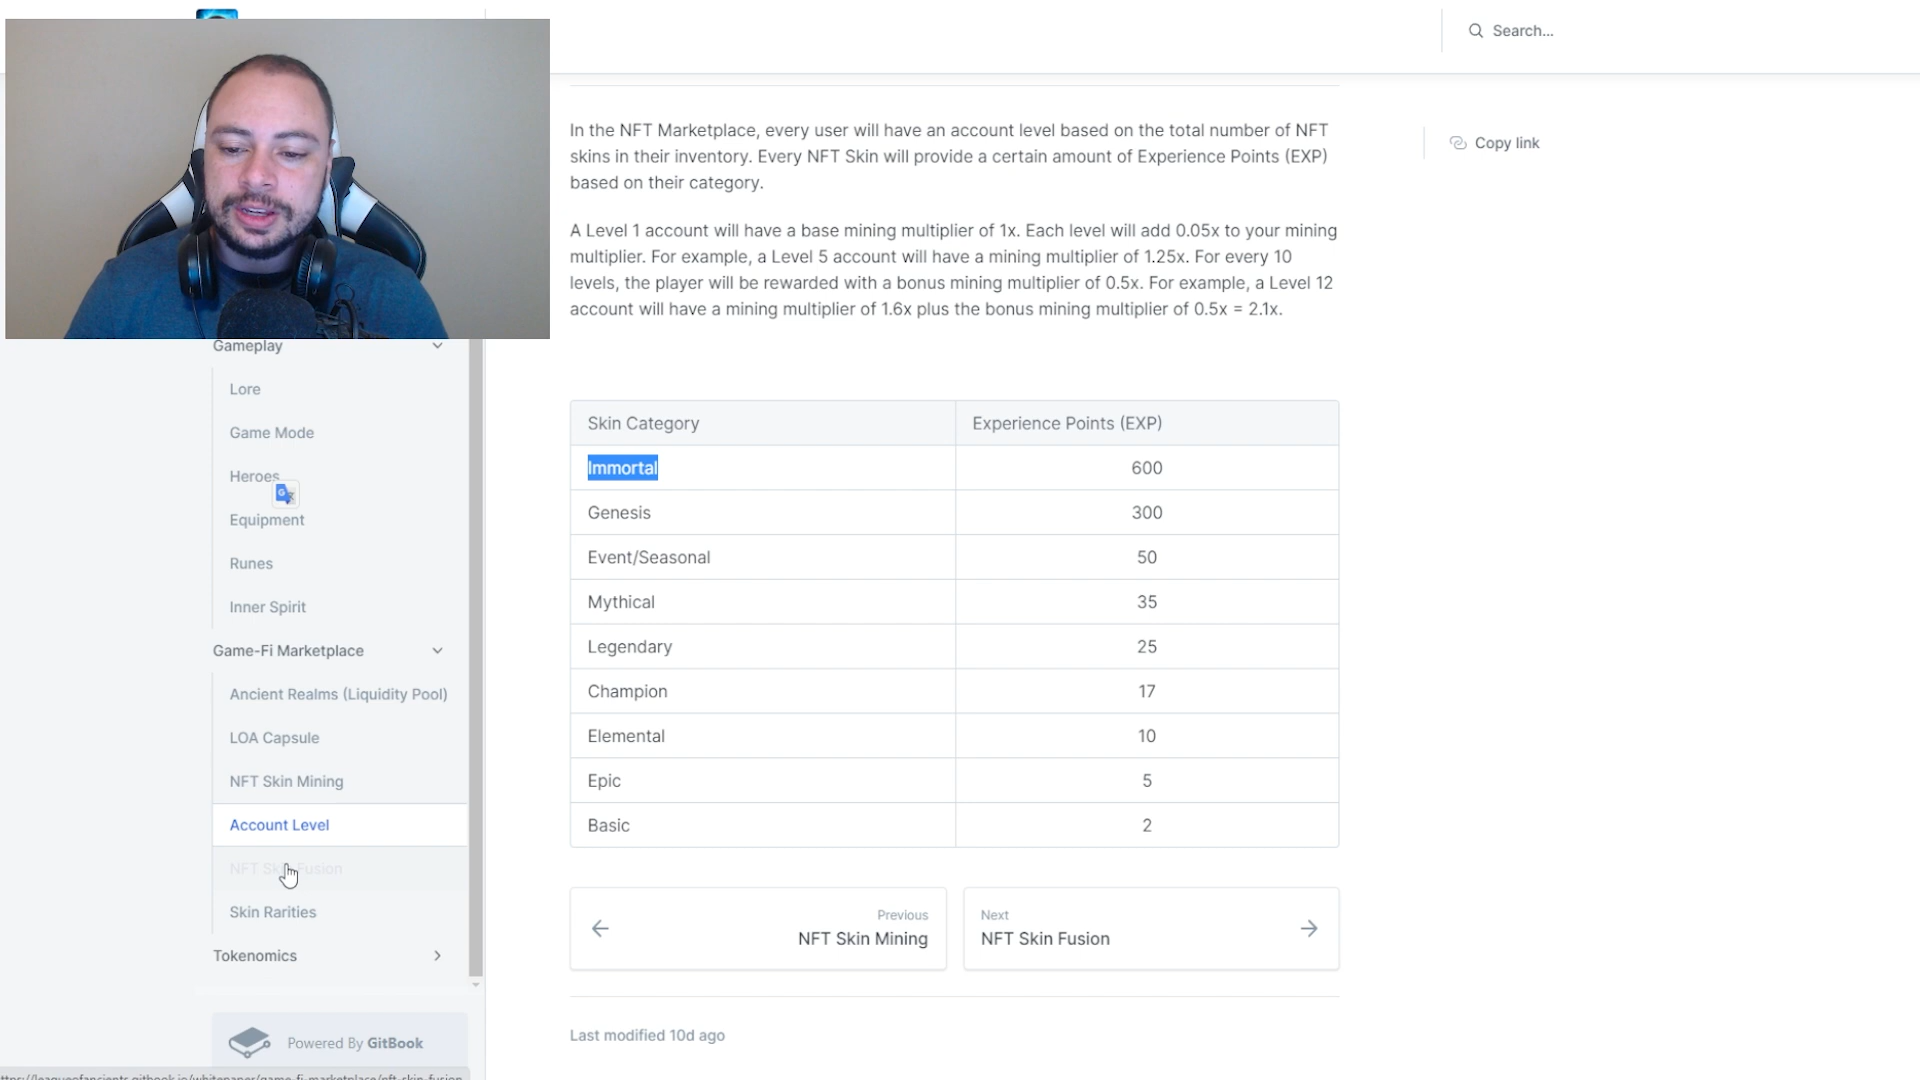 Search...
In the NFT Marketplace, every user will have an account level based on the total number of NFT
skins in their inventory. Every NFT Skin will provide a certain amount of Experience Points (EXP)
based on their category.
Copy link
A Level 1 account will have a base mining multiplier of 1x. Each level will add 0.05x to your mining
multiplier. For example, a Level 5 account will have a mining multiplier of 1.25x. For every 10
levels, the player will be rewarded with a bonus mining multiplier of 0.5x. For example, a Level 12
account will have a mining multiplier of 1.6x plus the bonus mining multiplier of 0.5x = 2.1x.
Gameplay
Lore
Game Mode
Heroes
Equipment
Runes
Inner Spirit
Game-Fi Marketplace
Ancient Realms (Liquidity Pool)
LOA Capsule
NFT Skin Mining
Account Level
NFT Skin Fusion
Skin Rarities
Tokenomics
Powered By GitBook
Skin Category Experience Points (EXP)
Immortal 600
Genesis 300
Event/Seasonal 50
Mythical 35
Legendary 25
Champion 17
Elemental 10
Epic 5
Basic 2
Previous
NFT Skin Mining
Next
NFT Skin Fusion
Last modified 10d ago